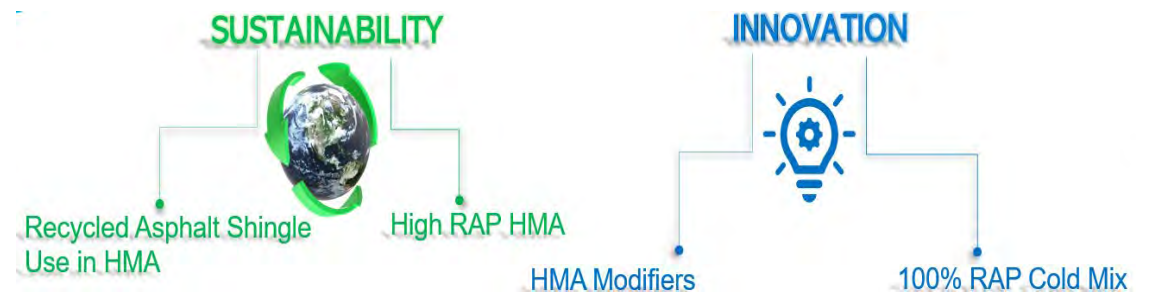 SUSTAINABILITY
Recycled Asphalt Shingle
Use in HMA
High RAP HMA
INNOVATION
HMA Modifiers
100% RAP Cold Mix